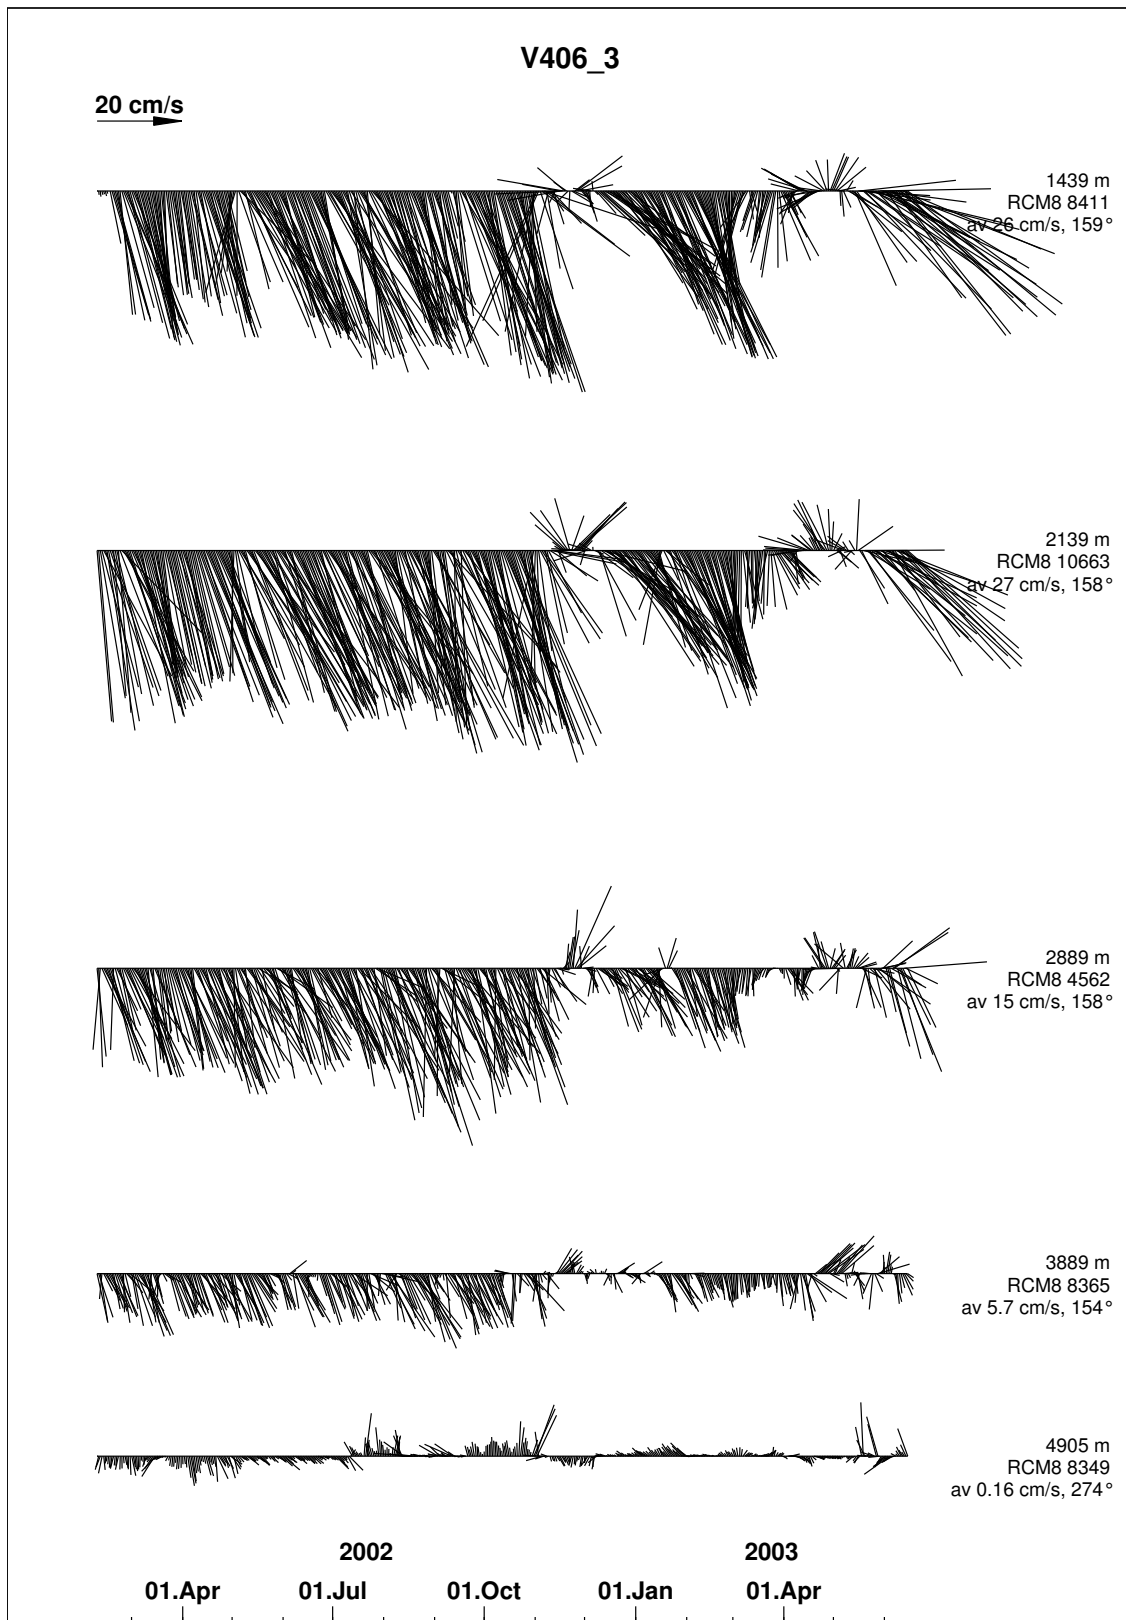 V406_3
20 cm/s
1439 m
RCM8 8411
av 26 cm/s, 159°
2139 m
RCM8 10663
av 27 cm/s, 158°
2889 m
RCM8 4562
av 15 cm/s, 158°
3889 m
RCM8 8365
av 5.7 cm/s, 154°
4905 m
RCM8 8349
av 0.16 cm/s, 274°
2002 2003
01.Apr 01.Jul 01.Oct 01.Jan 01.Apr